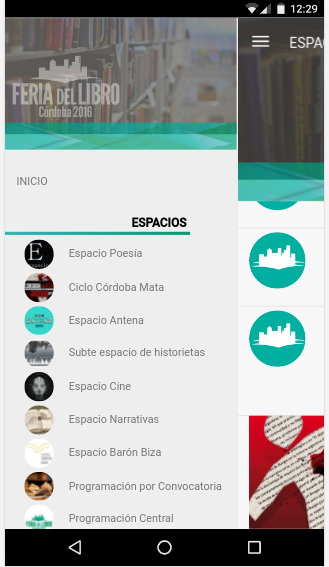 12:29
ESPA
FERIA DEL LIBRO
Córdoba 2016
INICIO
ESPACIOS
E
Espacio Poesía
Ciclo Córdoba Mata
Espacio Antena
Subte espacio de historietas
Espacio Cine
Espacio Narrativas
Espacio Barón Biza
Programación por Convocatoria
Programación Central